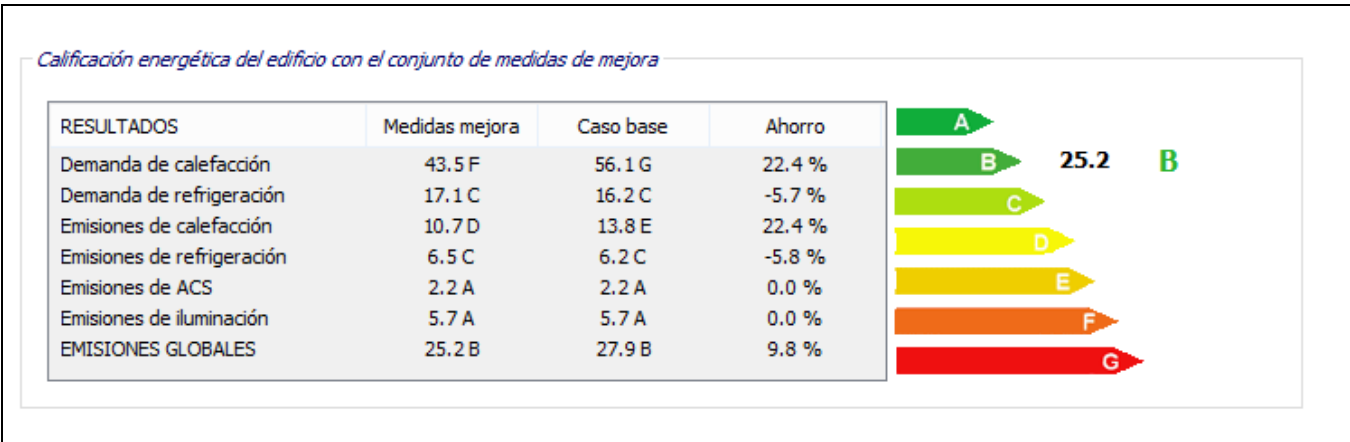 Calificación energética del edificio con el conjunto de medidas de mejora
RESULTADOS Medidas mejora Caso base Ahorro
Demanda de calefacción 43.5 F 56.1 G 22.4 %
Demanda de refrigeración 17.1 C 16.2 C -5.7 %
Emisiones de calefacción 10.7 D 13.8 E 22.4 %
Emisiones de refrigeración 6.5 C 6.2 C -5.8 %
Emisiones de ACS 2.2 A 2.2 A 0.0 %
Emisiones de iluminación 5.7 A 5.7 A 0.0 %
EMISIONES GLOBALES 25.2 B 27.9 B 9.8 %
A
B 25.2 B
C
D
E
F
G